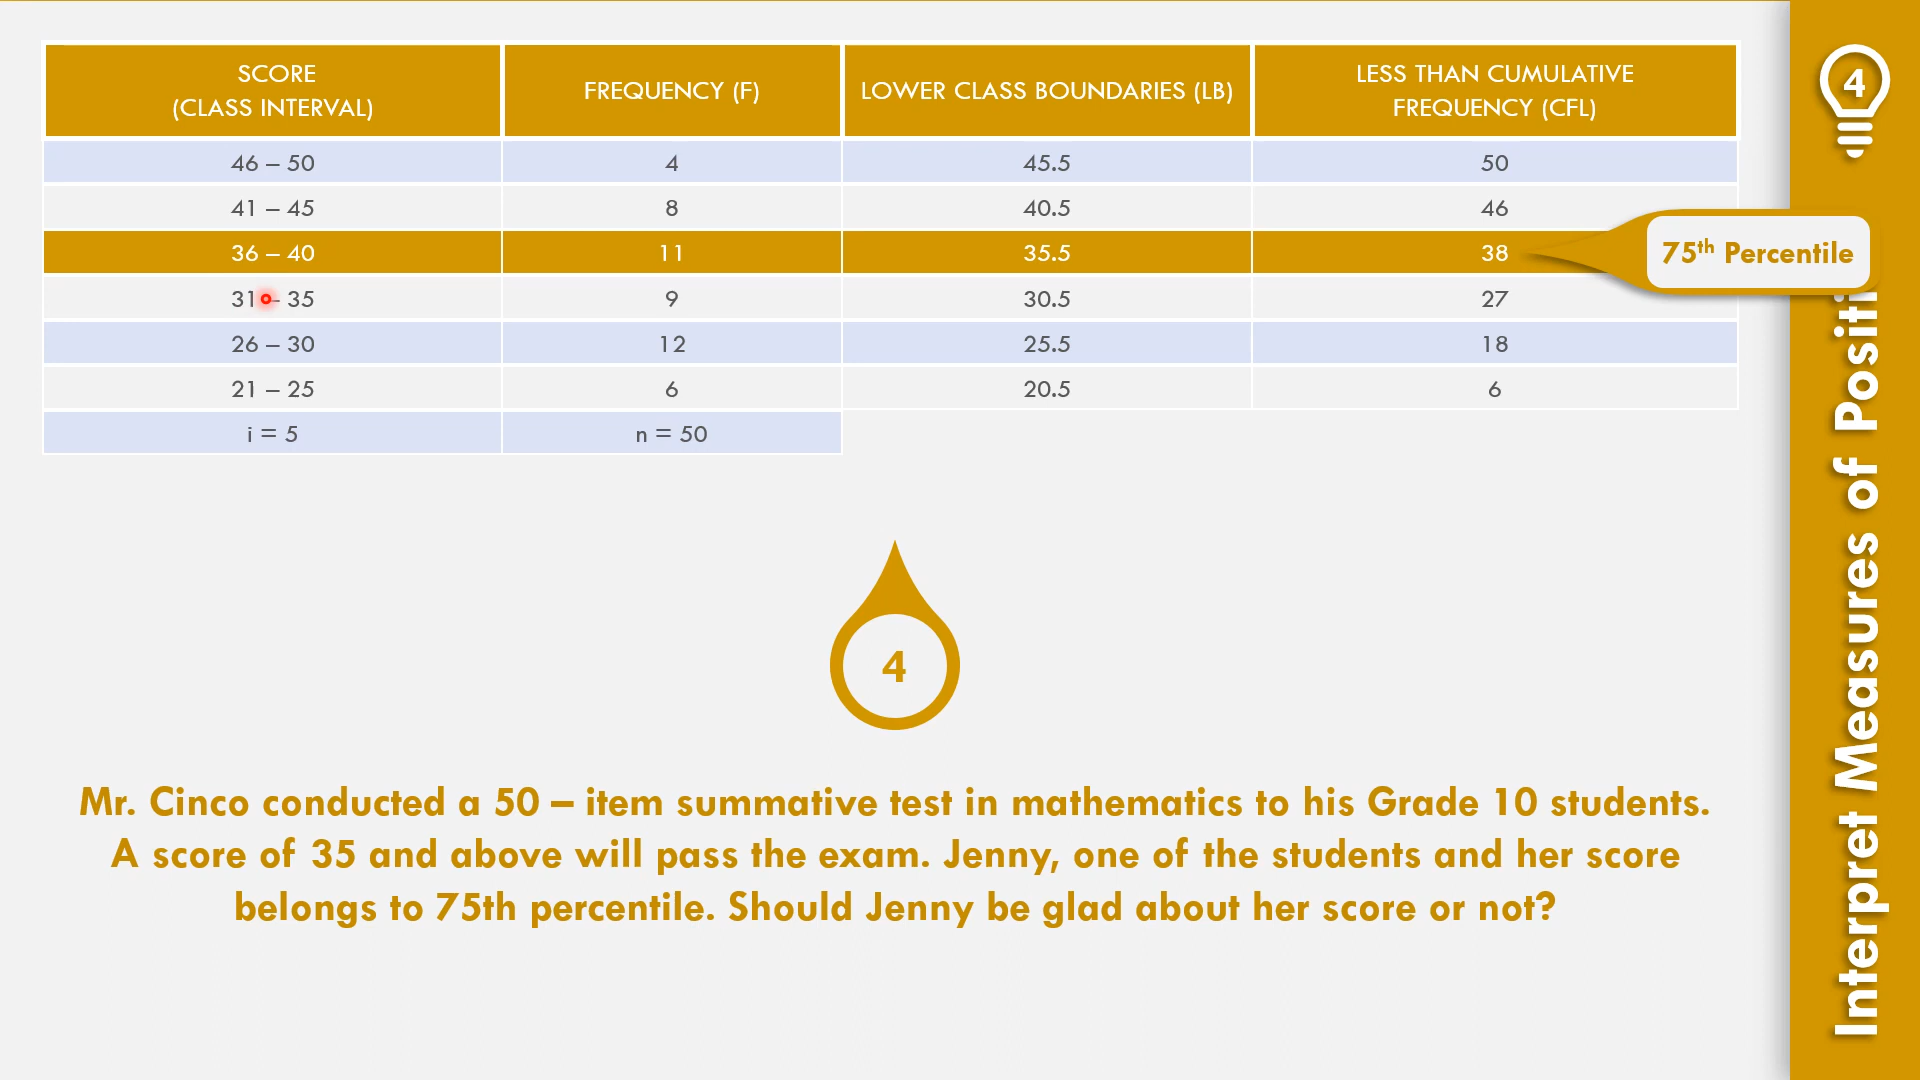 SCORE
(CLASS INTERVAL)
FREQUENCY (F)
LOWER CLASS BOUNDARIES (LB)
LESS THAN CUMULATIVE
FREQUENCY (CFL)
46 – 50 4 45.5 50
41 – 45 8 40.5 46
36 – 40 11 35.5 38
31 – 35 9 30.5 27
26 – 30 12 25.5 18
21 – 25 6 20.5 6
i = 5 n = 50
75th Percentile
4
Mr. Cinco conducted a 50 – item summative test in mathematics to his Grade 10 students.
A score of 35 and above will pass the exam. Jenny, one of the students and her score
belongs to 75th percentile. Should Jenny be glad about her score or not?
4
Interpret Measures of